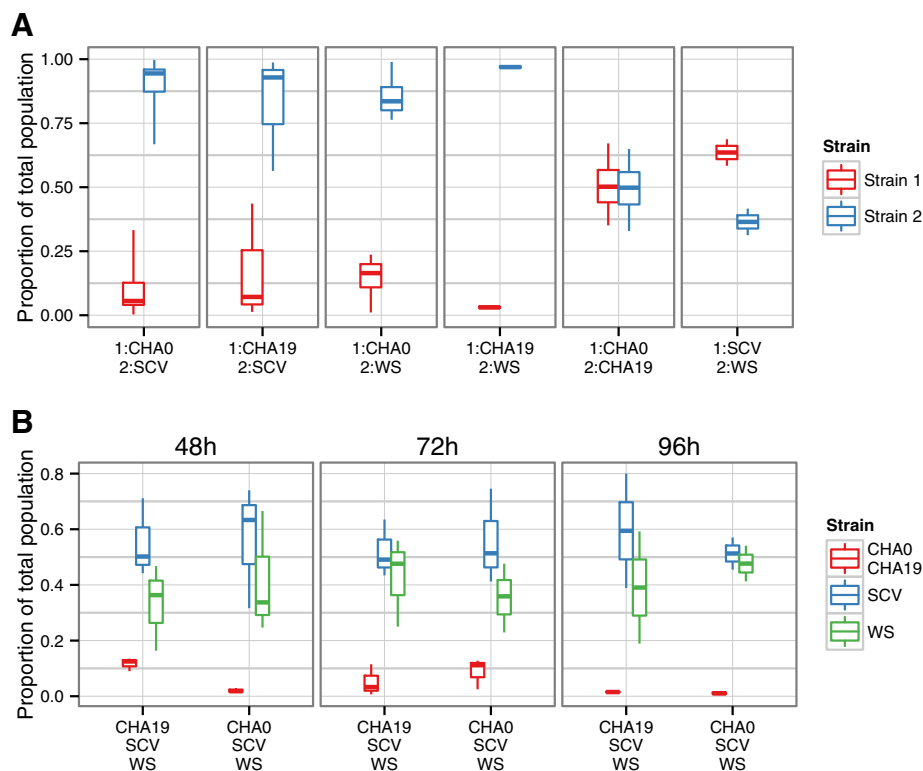 A
Proportion of total population
1.00
0.75
0.50
0.25
0.00
1:CHA0
2:SCV
1:CHA19
2:SCV
1:CHA0
2:WS
1:CHA19
2:WS
1:CHA0
2:CHA19
1:SCV
2:WS
Strain
Strain 1
Strain 2
B
48h
72h
96h
Proportion of total population
0.8
0.6
0.4
0.2
0.0
CHA19
SCV
WS
CHA0
SCV
WS
CHA19
SCV
WS
CHA0
SCV
WS
CHA19
SCV
WS
CHA0
SCV
WS
Strain
CHA0
CHA19
SCV
WS